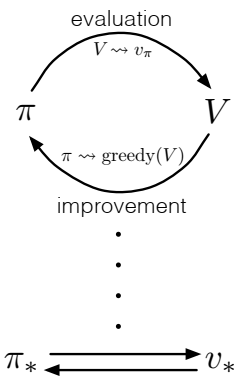 evaluation
V ⇝ v_π
π V
π ⇝ greedy(V)
improvement
π_* v_*